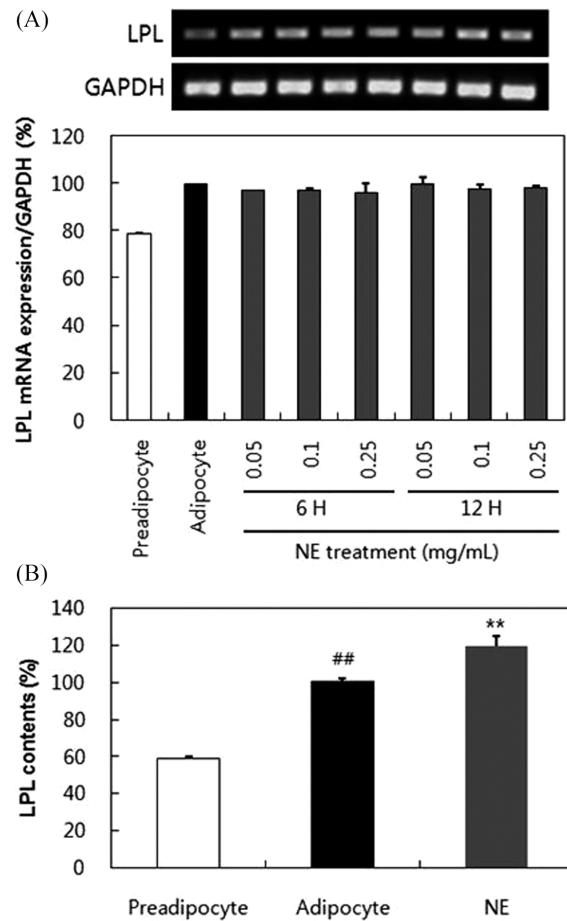 (A)
LPL
GAPDH
LPL mRNA expression/GAPDH (%)
120
100
80
60
40
20
0
Preadipocyte
Adipocyte
0.05
0.1
0.25
0.05
0.1
0.25
6 H
12 H
NE treatment (mg/mL)
(B)
LPL contents (%)
140
120
100
80
60
40
20
0
##
**
Preadipocyte
Adipocyte
NE